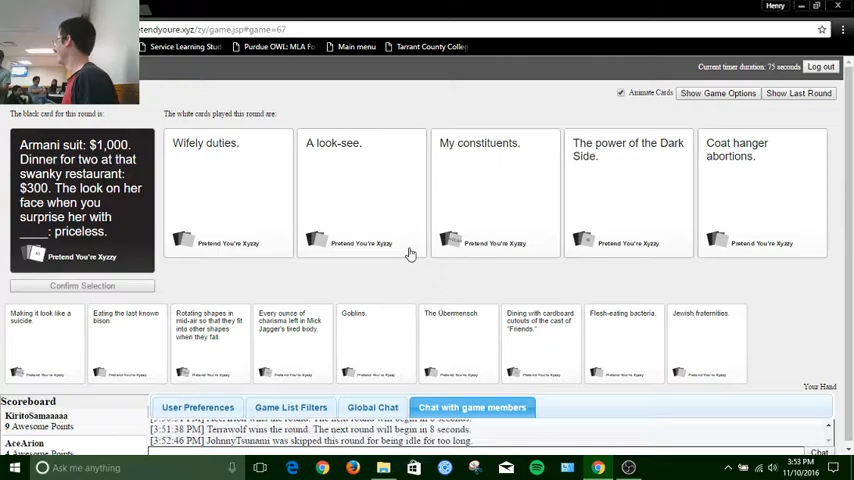 Henry
etendyoure.xyz/zy/game.jsp#game=67
Service Learning Stud
Purdue OWL: MLA Fo
Main menu
Tarrant County Colleg
Current timer duration: 75 seconds
Log out
Animate Cards
Show Game Options
Show Last Round
The black card for this round is:
The white cards played this round are:
Armani suit: $1,000.
Dinner for two at that
swanky restaurant:
$300. The look on her
face when you
surprise her with
____: priceless.
Pretend You're Xyzzy
Wifely duties.
Pretend You're Xyzzy
A look-see.
Pretend You're Xyzzy
My constituents.
Pretend You're Xyzzy
The power of the Dark
Side.
Pretend You're Xyzzy
Coat hanger
abortions.
Pretend You're Xyzzy
Confirm Selection
Making it look like a
suicide.
Eating the last known
bison.
Rotating shapes in
mid-air so that they fit
into other shapes
when they fall.
Every ounce of
charisma left in Mick
Jagger's tired body.
Goblins.
The Übermensch.
Dining with cardboard
cutouts of the cast of
"Friends."
Flesh-eating bacteria.
Jewish fraternities.
Your Hand
Scoreboard
KiritoSamaaaaa
9 Awesome Points
AceArion
User Preferences
Game List Filters
Global Chat
Chat with game members
[3:51:38 PM] Terrawolf wins the round. The next round will begin in 8 seconds.
[3:52:46 PM] JohnnyTsunami was skipped this round for being idle for too long.
Chat
Ask me anything
3:53 PM
11/10/2016